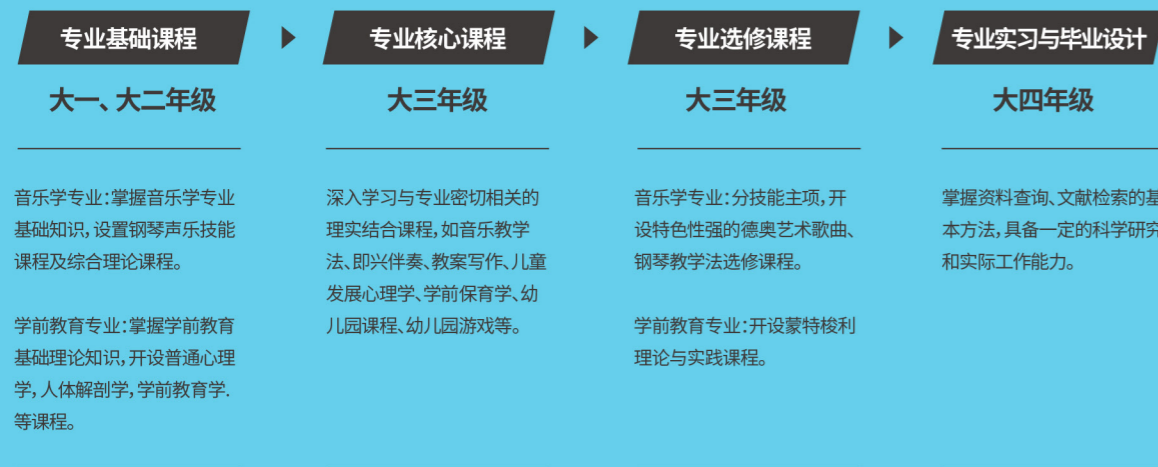 专业基础课程
大一、大二年级
音乐学专业:掌握音乐学专业
基础知识,设置钢琴声乐技能
课程及综合理论课程。
学前教育专业:掌握学前教育
基础理论知识,开设普通心理
学,人体解剖学,学前教育学.
等课程。
专业核心课程
大三年级
深入学习与专业密切相关的
理实结合课程,如音乐教学
法、即兴伴奏、教案写作、儿童
发展心理学、学前保育学、幼
儿园课程、幼儿园游戏等。
专业选修课程
大三年级
音乐学专业:分技能主项,开
设特色性强的德奥艺术歌曲、
钢琴教学法选修课程。
学前教育专业:开设蒙特梭利
理论与实践课程。
专业实习与毕业设计
大四年级
掌握资料查询、文献检索的基
本方法,具备一定的科学研究
和实际工作能力。